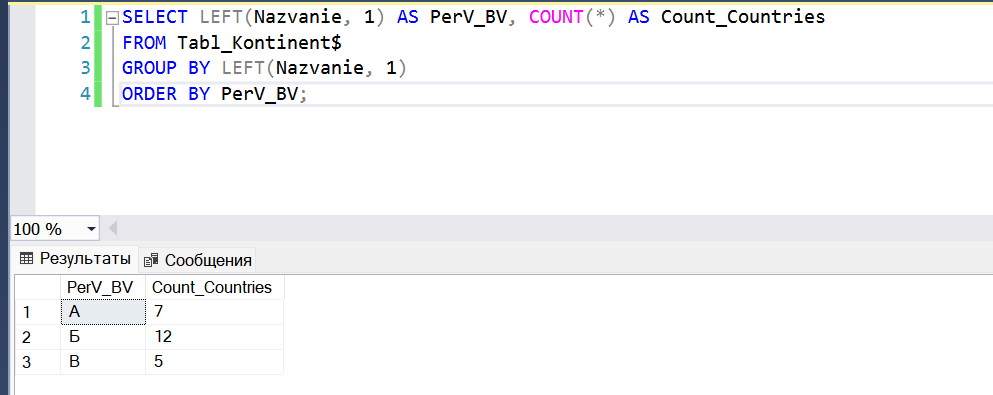 1 SELECT LEFT(Nazvanie, 1) AS PerV_BV, COUNT(*) AS Count_Countries
2 FROM Tabl_Kontinent$
3 GROUP BY LEFT(Nazvanie, 1)
4 ORDER BY PerV_BV;
100 %
Результаты Сообщения
PerV_BV Count_Countries
1 А 7
2 Б 12
3 В 5